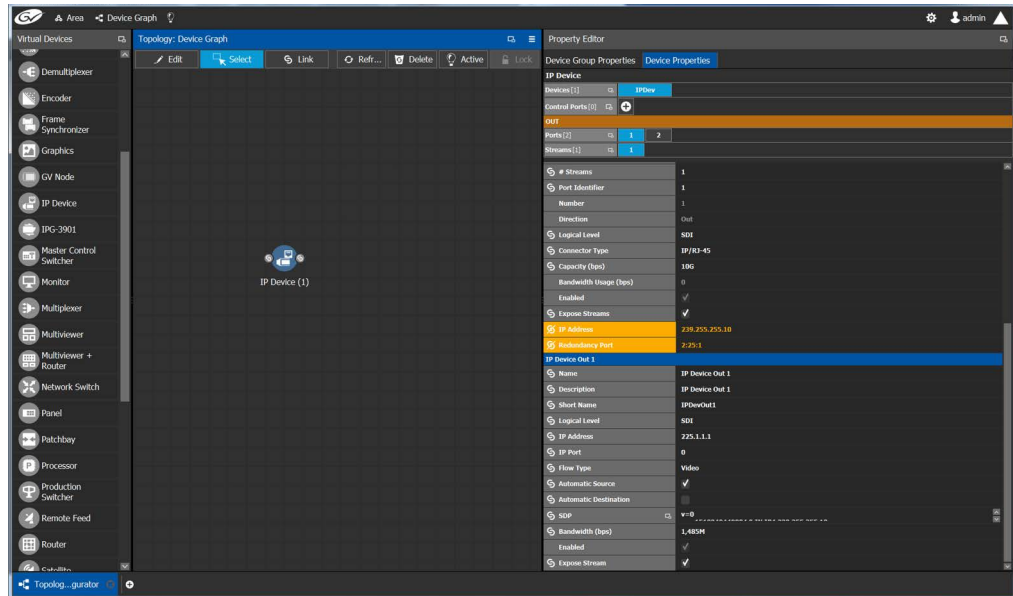 GV Area Device Graph admin
Virtual Devices
Demultiplexer
Encoder
Frame
Synchronizer
Graphics
GV Node
IP Device
IPG-3901
Master Control
Switcher
Monitor
Multiplexer
Multiviewer
Multiviewer +
Router
Network Switch
Panel
Patchbay
Processor
Production
Switcher
Remote Feed
Router
Satellite
Topology: Device Graph
Edit Select Link Refr... Delete Active Lock
IP Device (1)
Property Editor
Device Group Properties Device Properties
IP Device
Devices [1] IPDev
Control Ports [0]
OUT
Ports [2] 1 2
Streams [1] 1
# Streams 1
Port Identifier 1
Number 1
Direction Out
Logical Level SDI
Connector Type IP/RJ-45
Capacity (bps) 10G
Bandwidth Usage (bps) 0
Enabled
Expose Streams
IP Address 239.255.255.10
Redundancy Port 2:25:1
IP Device Out 1
Name IP Device Out 1
Description IP Device Out 1
Short Name IPDevOut1
Logical Level SDI
IP Address 225.1.1.1
IP Port 0
Flow Type Video
Automatic Source
Automatic Destination
SDP v=0
Bandwidth (bps) 1,485M
Enabled
Expose Stream
Topolog...gurator